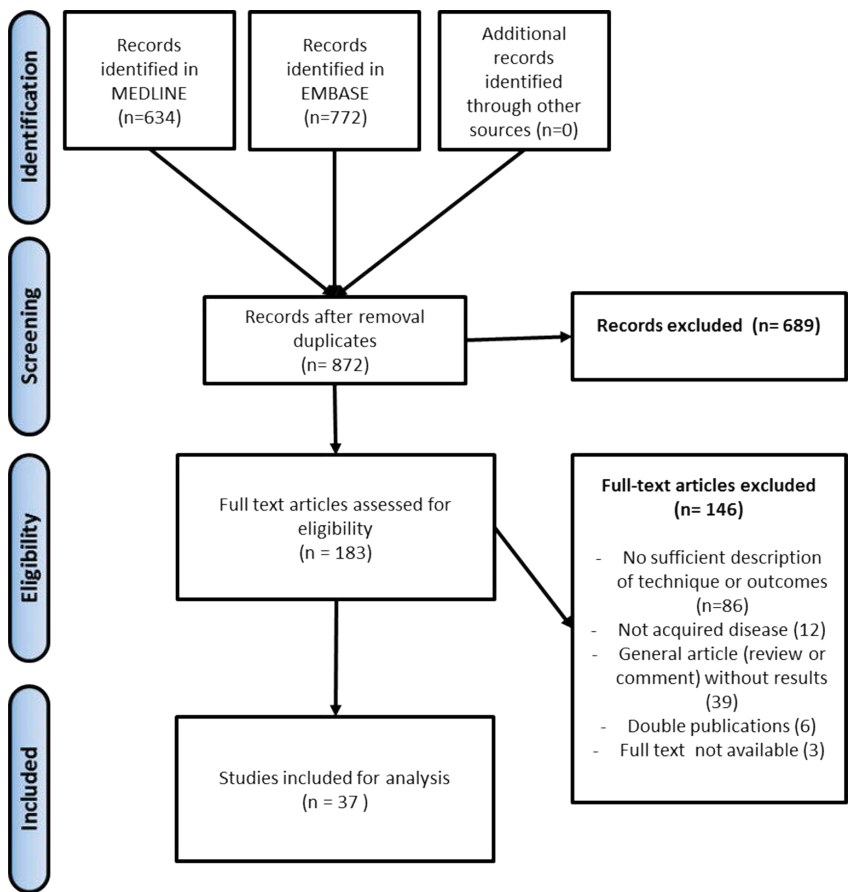 Identification
Records
identified in
MEDLINE
(n=634)
Records
identified in
EMBASE
(n=772)
Additional
records
identified
through other
sources (n=0)
Screening
Records after removal
duplicates
(n= 872)
Records excluded (n= 689)
Eligibility
Full text articles assessed for
eligibility
(n = 183)
Full-text articles excluded
(n= 146)
- No sufficient description
of technique or outcomes
(n=86)
- Not acquired disease (12)
- General article (review or
comment) without results
(39)
- Double publications (6)
- Full text not available (3)
Included
Studies included for analysis
(n = 37 )